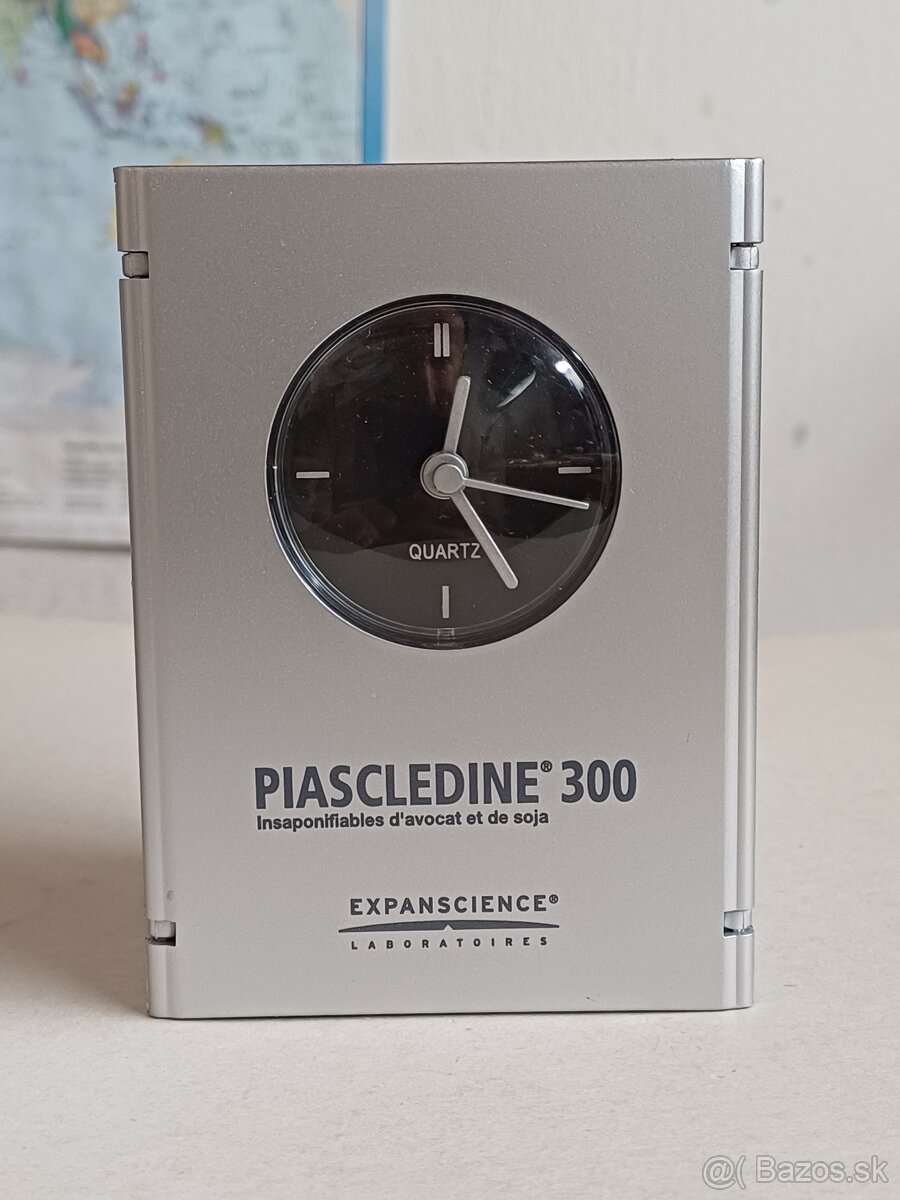 QUARTZ
PIASCLEDINE® 300
Insaponifiables d'avocat et de soja
EXPANSCIENCE®
LABORATOIRES
@( Bazos.sk